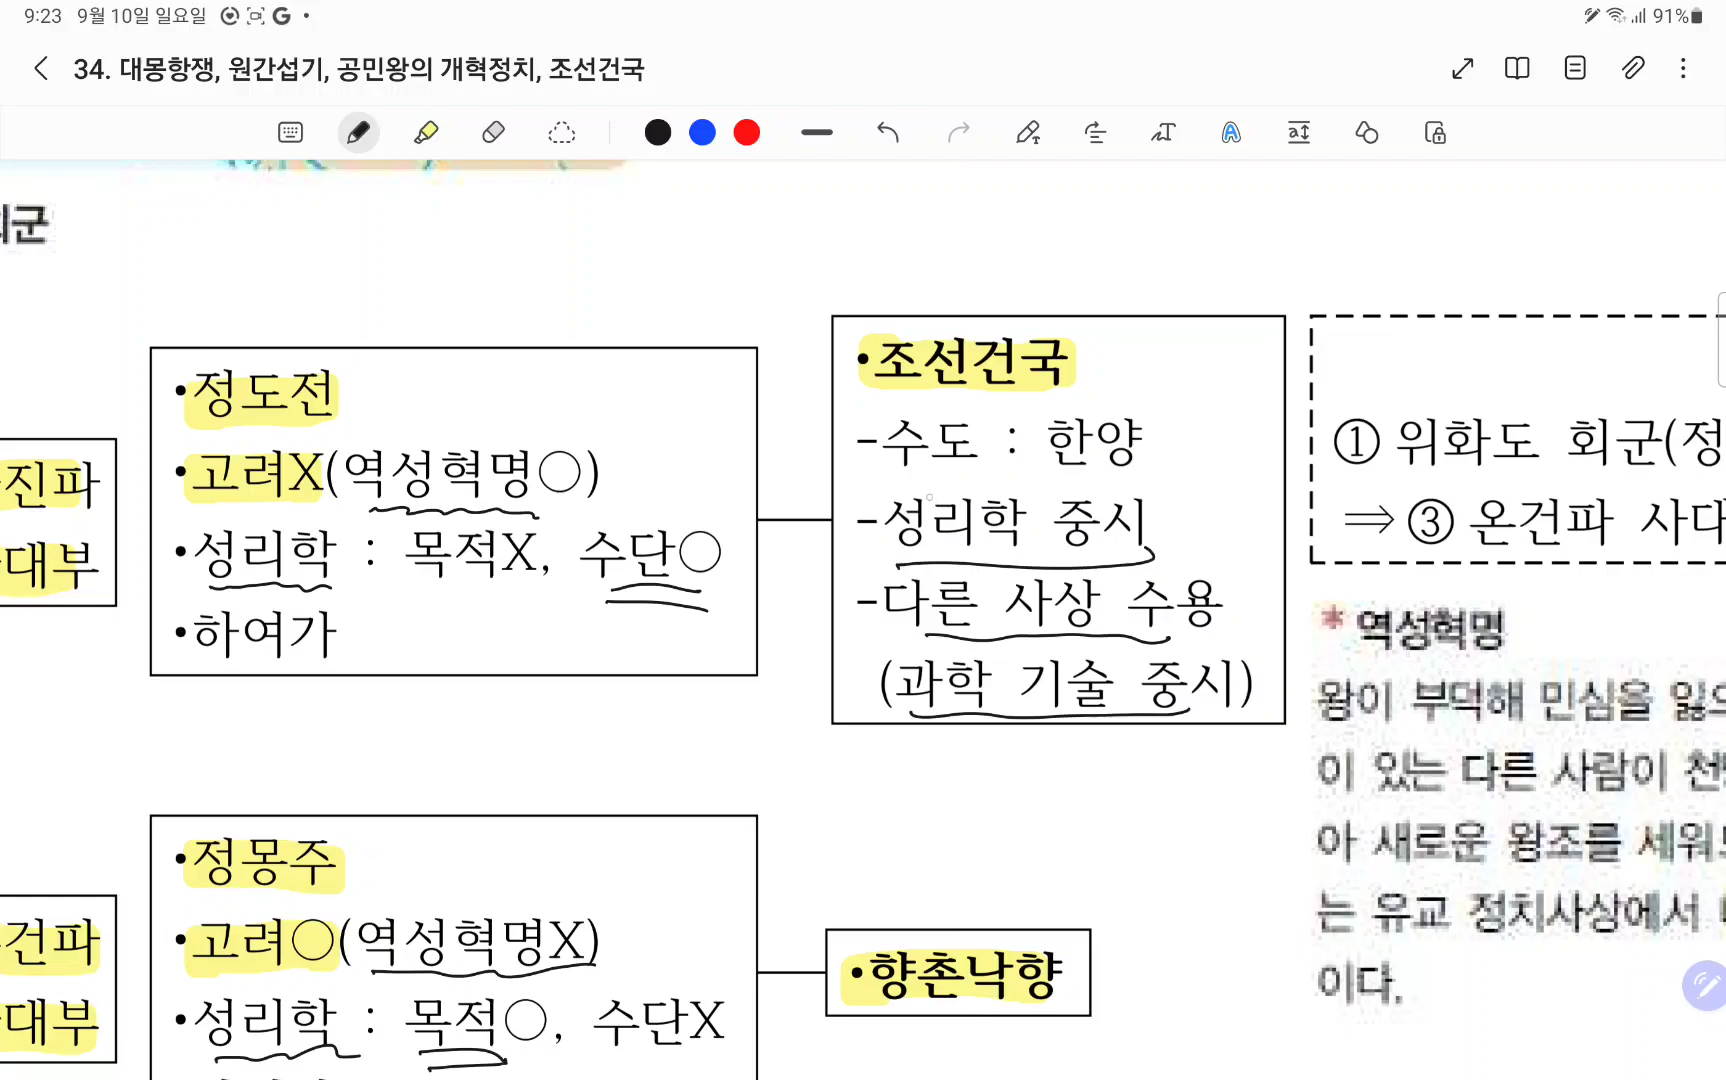 9:23 9월 10일 일요일
91%
34. 대몽항쟁, 원간섭기, 공민왕의 개혁정치, 조선건국
회군
진파
대부
•정도전
•고려X(역성혁명○)
•성리학 : 목적X, 수단○
•하여가
•조선건국
-수도 : 한양
-성리학 중시
-다른 사상 수용
(과학 기술 중시)
① 위화도 회군(정
⇒ ③ 온건파 사대
* 역성혁명
왕이 부덕해 민심을 잃으
이 있는 다른 사람이 천
아 새로운 왕조를 세워
는 유교 정치사상에서
이다.
건파
대부
•정몽주
•고려○(역성혁명X)
•성리학 : 목적○, 수단X
•향촌낙향